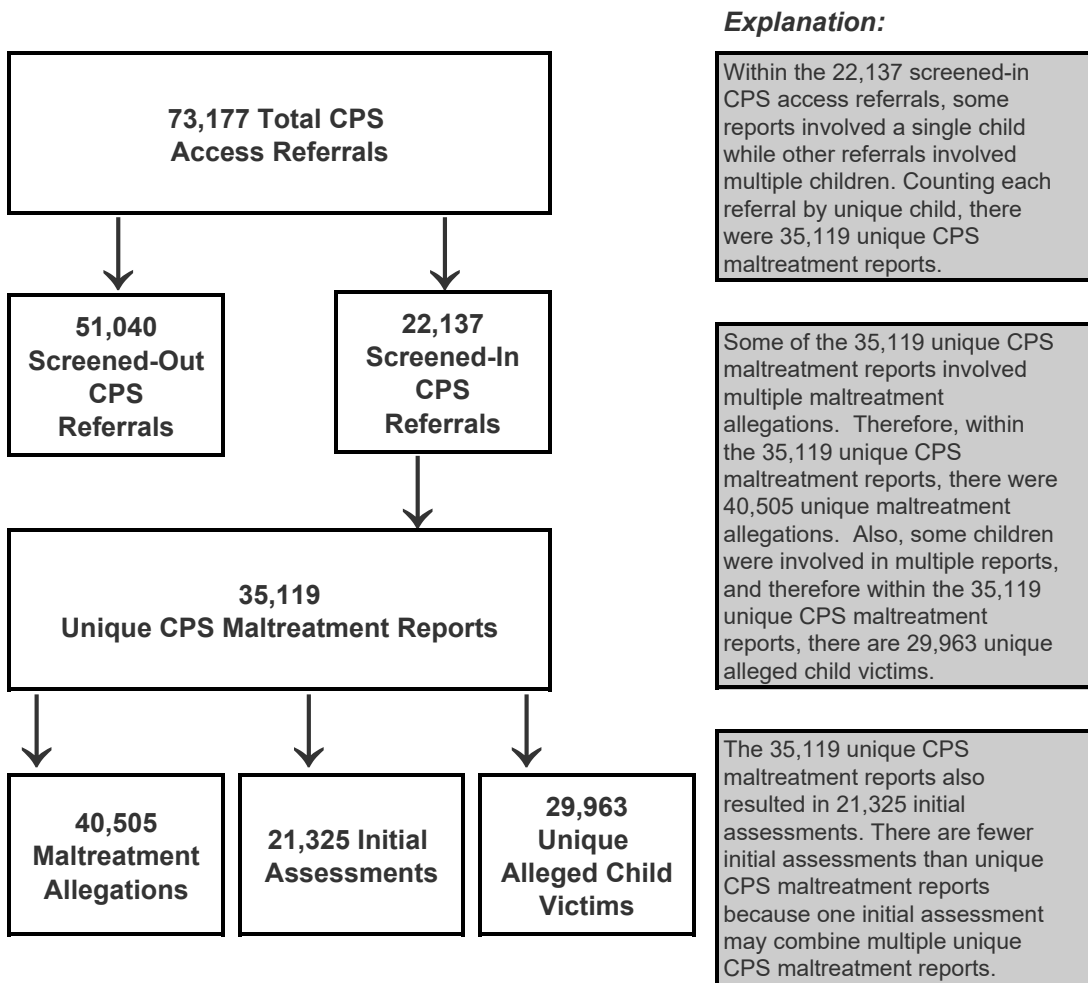 Explanation:
73,177 Total CPS
Access Referrals
Within the 22,137 screened-in
CPS access referrals, some
reports involved a single child
while other referrals involved
multiple children. Counting each
referral by unique child, there
were 35,119 unique CPS
maltreatment reports.
51,040
Screened-Out
CPS
Referrals
22,137
Screened-In
CPS
Referrals
Some of the 35,119 unique CPS
maltreatment reports involved
multiple maltreatment
allegations.  Therefore, within
the 35,119 unique CPS
maltreatment reports, there were
40,505 unique maltreatment
allegations.  Also, some children
were involved in multiple reports,
and therefore within the 35,119
unique CPS maltreatment
reports, there are 29,963 unique
alleged child victims.
35,119
Unique CPS Maltreatment Reports
40,505
Maltreatment
Allegations
21,325 Initial
Assessments
29,963
Unique
Alleged Child
Victims
The 35,119 unique CPS
maltreatment reports also
resulted in 21,325 initial
assessments. There are fewer
initial assessments than unique
CPS maltreatment reports
because one initial assessment
may combine multiple unique
CPS maltreatment reports.